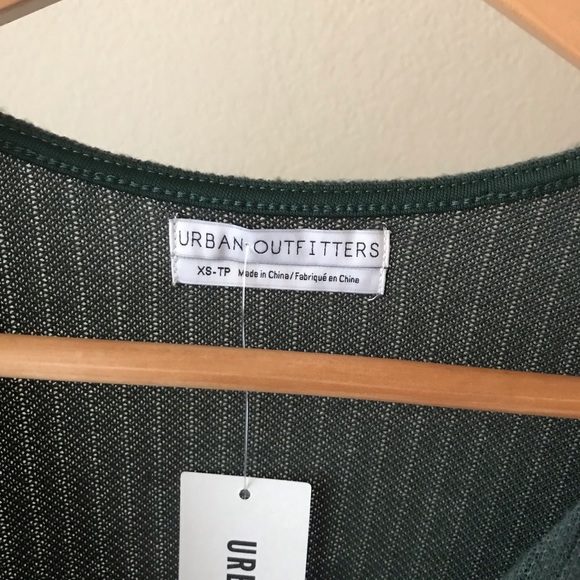 URBAN OUTFITTERS
XS-TP Made in China/Fabriqué en Chine
URB